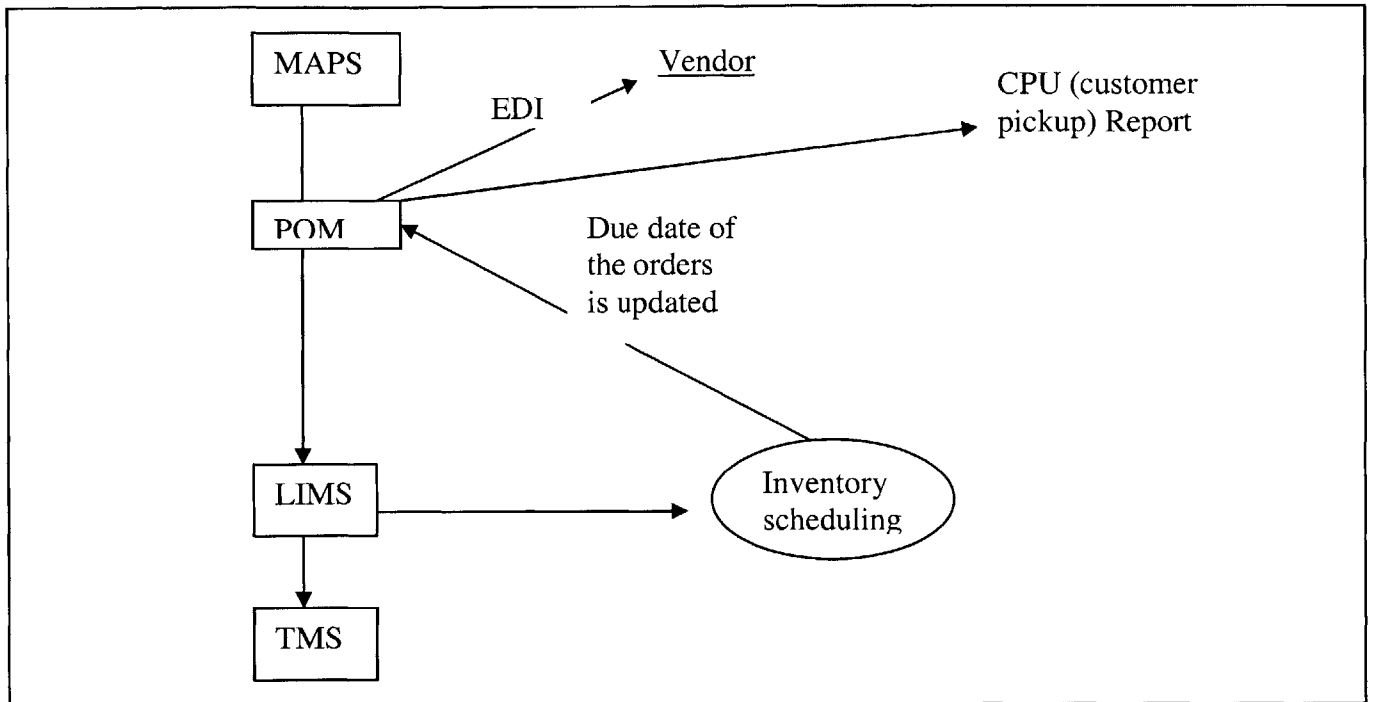 MAPS
Vendor
EDI
CPU (customer
pickup) Report
POM
Due date of
the orders
is updated
LIMS
Inventory
scheduling
TMS